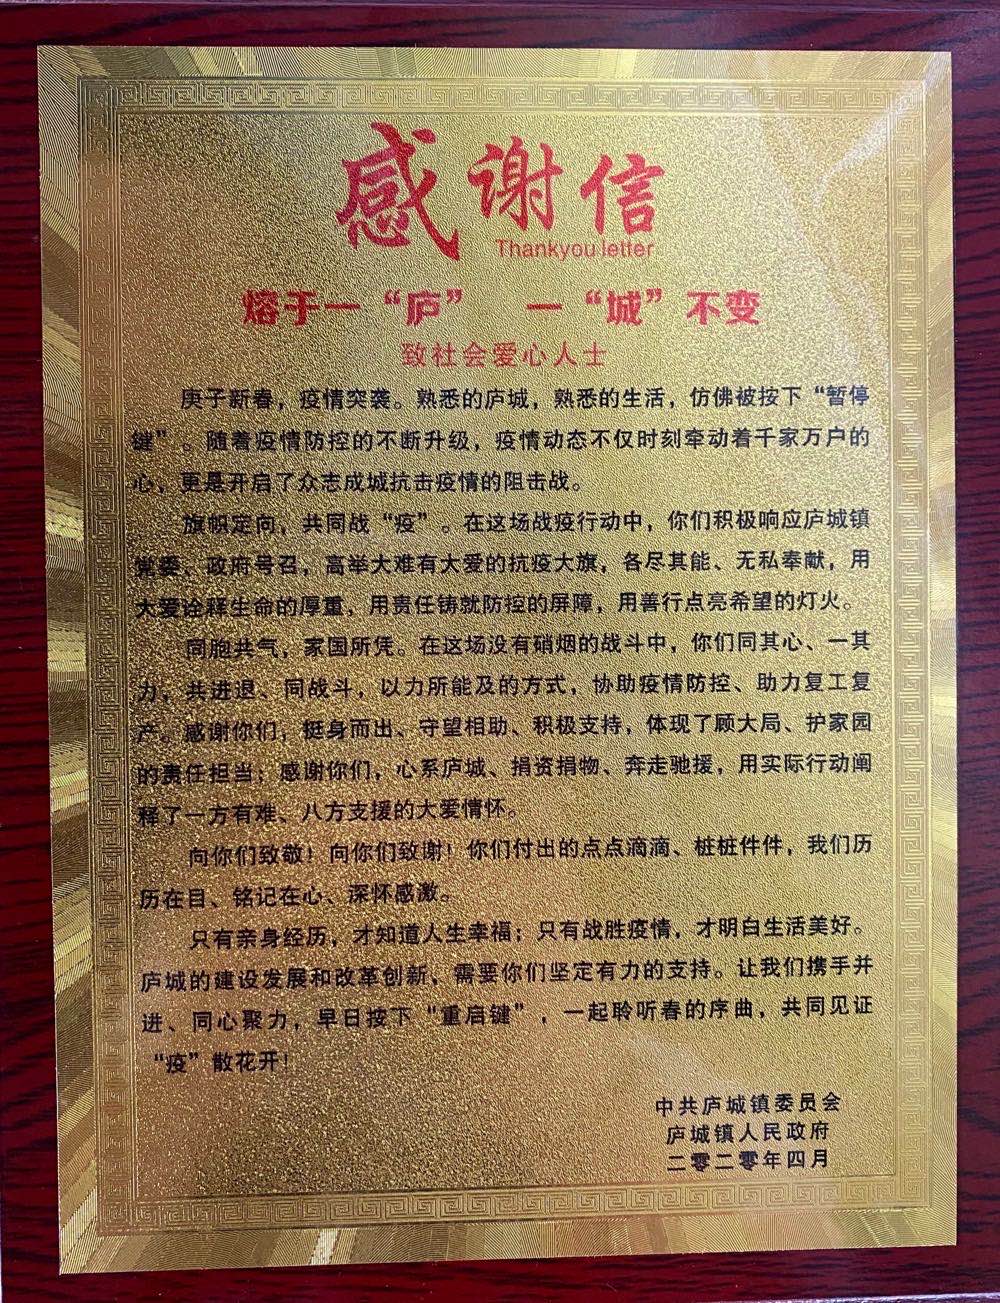 感谢信
Thankyou letter
熔于一“庐” 一“城”不变
致社会爱心人士
庚子新春，疫情突袭。熟悉的庐城，熟悉的生活，仿佛被按下“暂停
键”。随着疫情防控的不断升级，疫情动态不仅时刻牵动着千家万户的
心，更是开启了众志成城抗击疫情的阻击战。
旗帜定向，共同战“疫”。在这场战疫行动中，你们积极响应庐城镇
党委、政府号召，高举大难有大爱的抗疫大旗，各尽其能、无私奉献，用
大爱诠释生命的厚重，用责任铸就防控的屏障，用善行点亮希望的灯火。
同胞共气，家国所凭。在这场没有硝烟的战斗中，你们同其心、一其
力，共进退、同战斗，以力所能及的方式，协助疫情防控、助力复工复
产。感谢你们，挺身而出、守望相助、积极支持，体现了顾大局、护家园
的责任担当；感谢你们，心系庐城、捐资捐物、奔走驰援，用实际行动阐
释了一方有难、八方支援的大爱情怀。
向你们致敬！向你们致谢！你们付出的点点滴滴、桩桩件件，我们历
历在目、铭记在心、深怀感激。
只有亲身经历，才知道人生幸福；只有战胜疫情，才明白生活美好。
庐城的建设发展和改革创新，需要你们坚定有力的支持。让我们携手并
进、同心聚力，早日按下“重启键”，一起聆听春的序曲，共同见证
“疫”散花开！
中共庐城镇委员会
庐城镇人民政府
二零二零年四月